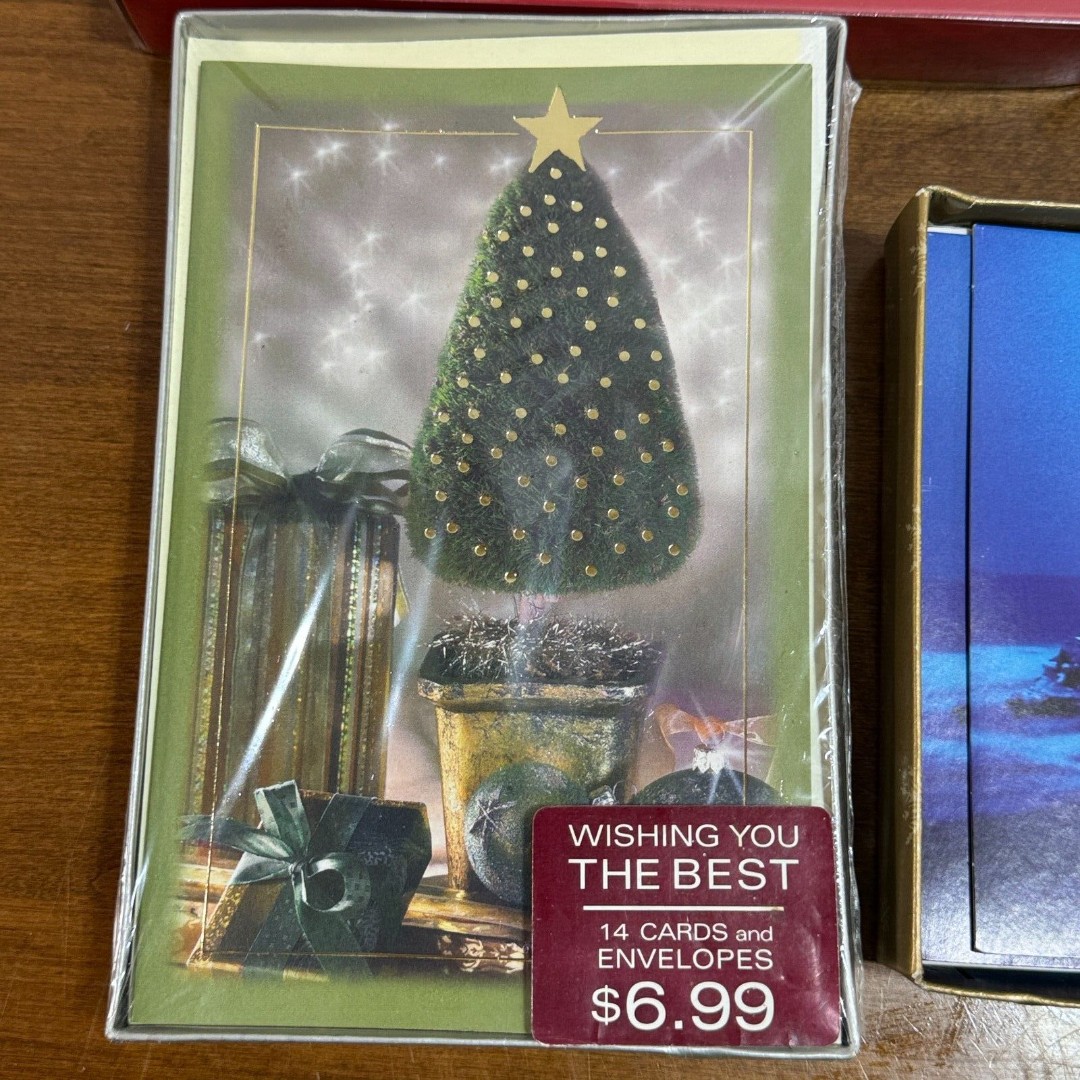 WISHING YOU
THE BEST
14 CARDS and
ENVELOPES
$6.99